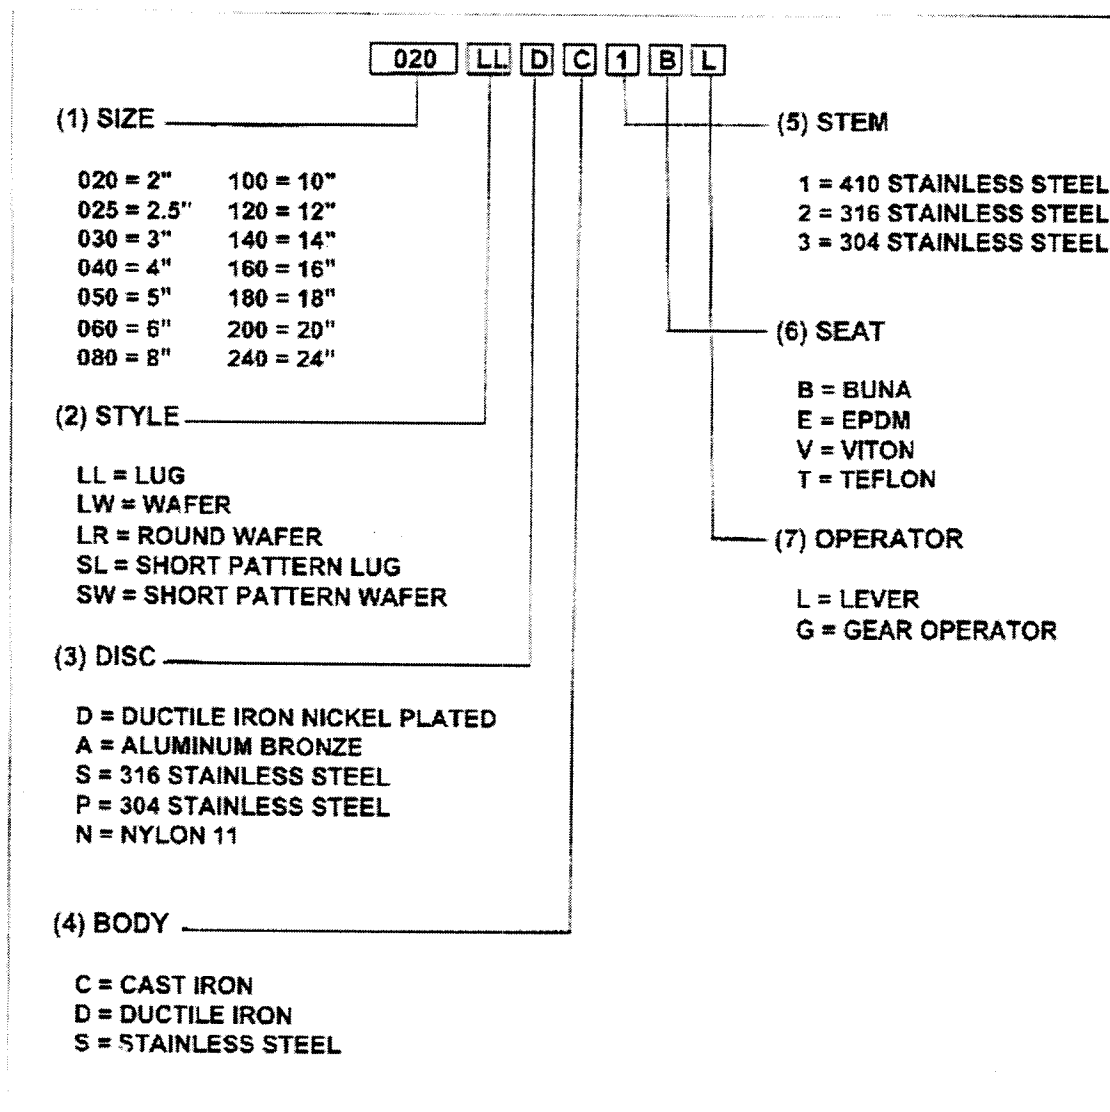 020 LL D C 1 B L
(1) SIZE
020 = 2" 100 = 10"
025 = 2.5" 120 = 12"
030 = 3" 140 = 14"
040 = 4" 160 = 16"
050 = 5" 180 = 18"
060 = 6" 200 = 20"
080 = 8" 240 = 24"
(2) STYLE
LL = LUG
LW = WAFER
LR = ROUND WAFER
SL = SHORT PATTERN LUG
SW = SHORT PATTERN WAFER
(3) DISC
D = DUCTILE IRON NICKEL PLATED
A = ALUMINUM BRONZE
S = 316 STAINLESS STEEL
P = 304 STAINLESS STEEL
N = NYLON 11
(4) BODY
C = CAST IRON
D = DUCTILE IRON
S = STAINLESS STEEL
(5) STEM
1 = 410 STAINLESS STEEL
2 = 316 STAINLESS STEEL
3 = 304 STAINLESS STEEL
(6) SEAT
B = BUNA
E = EPDM
V = VITON
T = TEFLON
(7) OPERATOR
L = LEVER
G = GEAR OPERATOR